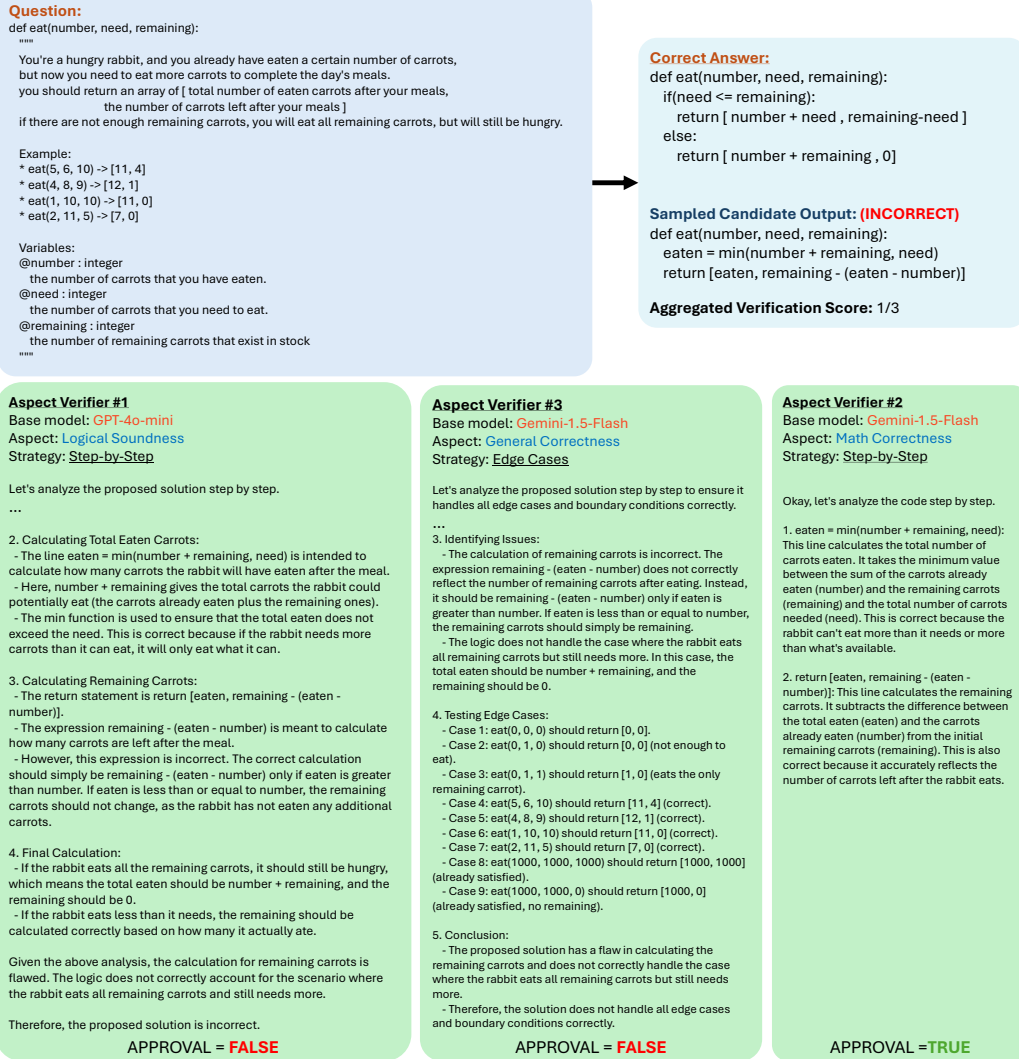 Question:
def eat(number, need, remaining):
"""
You're a hungry rabbit, and you already have eaten a certain number of carrots,
but now you need to eat more carrots to complete the day's meals.
you should return an array of [ total number of eaten carrots after your meals,
the number of carrots left after your meals ]
if there are not enough remaining carrots, you will eat all remaining carrots, but will still be hungry.
Example:
* eat(5, 6, 10) -> [11, 4]
* eat(4, 8, 9) -> [12, 1]
* eat(1, 10, 10) -> [11, 0]
* eat(2, 11, 5) -> [7, 0]
Variables:
@number : integer
the number of carrots that you have eaten.
@need : integer
the number of carrots that you need to eat.
@remaining : integer
the number of remaining carrots that exist in stock
"""
Correct Answer:
def eat(number, need, remaining):
if(need <= remaining):
return [ number + need , remaining-need ]
else:
return [ number + remaining , 0]
Sampled Candidate Output: (INCORRECT)
def eat(number, need, remaining):
eaten = min(number + remaining, need)
return [eaten, remaining - (eaten - number)]
Aggregated Verification Score: 1/3
Aspect Verifier #1
Base model: GPT-4o-mini
Aspect: Logical Soundness
Strategy: Step-by-Step
Let's analyze the proposed solution step by step.
...
2. Calculating Total Eaten Carrots:
- The line eaten = min(number + remaining, need) is intended to
calculate how many carrots the rabbit will have eaten after the meal.
- Here, number + remaining gives the total carrots the rabbit could
potentially eat (the carrots already eaten plus the remaining ones).
- The min function is used to ensure that the total eaten does not
exceed the need. This is correct because if the rabbit needs more
carrots than it can eat, it will only eat what it can.
3. Calculating Remaining Carrots:
- The return statement is return [eaten, remaining - (eaten -
number)].
- The expression remaining - (eaten - number) is meant to calculate
how many carrots are left after the meal.
- However, this expression is incorrect. The correct calculation
should simply be remaining - (eaten - number) only if eaten is greater
than number. If eaten is less than or equal to number, the remaining
carrots should not change, as the rabbit has not eaten any additional
carrots.
4. Final Calculation:
- If the rabbit eats all the remaining carrots, it should still be hungry,
which means the total eaten should be number + remaining, and the
remaining should be 0.
- If the rabbit eats less than it needs, the remaining should be
calculated correctly based on how many it actually ate.
Given the above analysis, the calculation for remaining carrots is
flawed. The logic does not correctly account for the scenario where
the rabbit eats all remaining carrots and still needs more.
Therefore, the proposed solution is incorrect.
APPROVAL = FALSE
Aspect Verifier #3
Base model: Gemini-1.5-Flash
Aspect: General Correctness
Strategy: Edge Cases
Let's analyze the proposed solution step by step to ensure it
handles all edge cases and boundary conditions correctly.
...
3. Identifying Issues:
- The calculation of remaining carrots is incorrect. The
expression remaining - (eaten - number) does not correctly
reflect the number of remaining carrots after eating. Instead,
it should be remaining - (eaten - number) only if eaten is
greater than number. If eaten is less than or equal to number,
the remaining carrots should simply be remaining.
- The logic does not handle the case where the rabbit eats
all remaining carrots but still needs more. In this case, the
total eaten should be number + remaining, and the
remaining should be 0.
4. Testing Edge Cases:
- Case 1: eat(0, 0, 0) should return [0, 0].
- Case 2: eat(0, 1, 0) should return [0, 0] (not enough to
eat).
- Case 3: eat(0, 1, 1) should return [1, 0] (eats the only
remaining carrot).
- Case 4: eat(5, 6, 10) should return [11, 4] (correct).
- Case 5: eat(4, 8, 9) should return [12, 1] (correct).
- Case 6: eat(1, 10, 10) should return [11, 0] (correct).
- Case 7: eat(2, 11, 5) should return [7, 0] (correct).
- Case 8: eat(1000, 1000, 1000) should return [1000, 1000]
(already satisfied).
- Case 9: eat(1000, 1000, 0) should return [1000, 0]
(already satisfied, no remaining).
5. Conclusion:
- The proposed solution has a flaw in calculating the
remaining carrots and does not correctly handle the case
where the rabbit eats all remaining carrots but still needs
more.
- Therefore, the solution does not handle all edge cases
and boundary conditions correctly.
APPROVAL = FALSE
Aspect Verifier #2
Base model: Gemini-1.5-Flash
Aspect: Math Correctness
Strategy: Step-by-Step
Okay, let's analyze the code step by step.
1. eaten = min(number + remaining, need):
This line calculates the total number of
carrots eaten. It takes the minimum value
between the sum of the carrots already
eaten (number) and the remaining carrots
(remaining) and the total number of carrots
needed (need). This is correct because the
rabbit can't eat more than it needs or more
than what's available.
2. return [eaten, remaining - (eaten -
number)]: This line calculates the remaining
carrots. It subtracts the difference between
the total eaten (eaten) and the carrots
already eaten (number) from the initial
remaining carrots (remaining). This is also
correct because it accurately reflects the
number of carrots left after the rabbit eats.
APPROVAL =TRUE